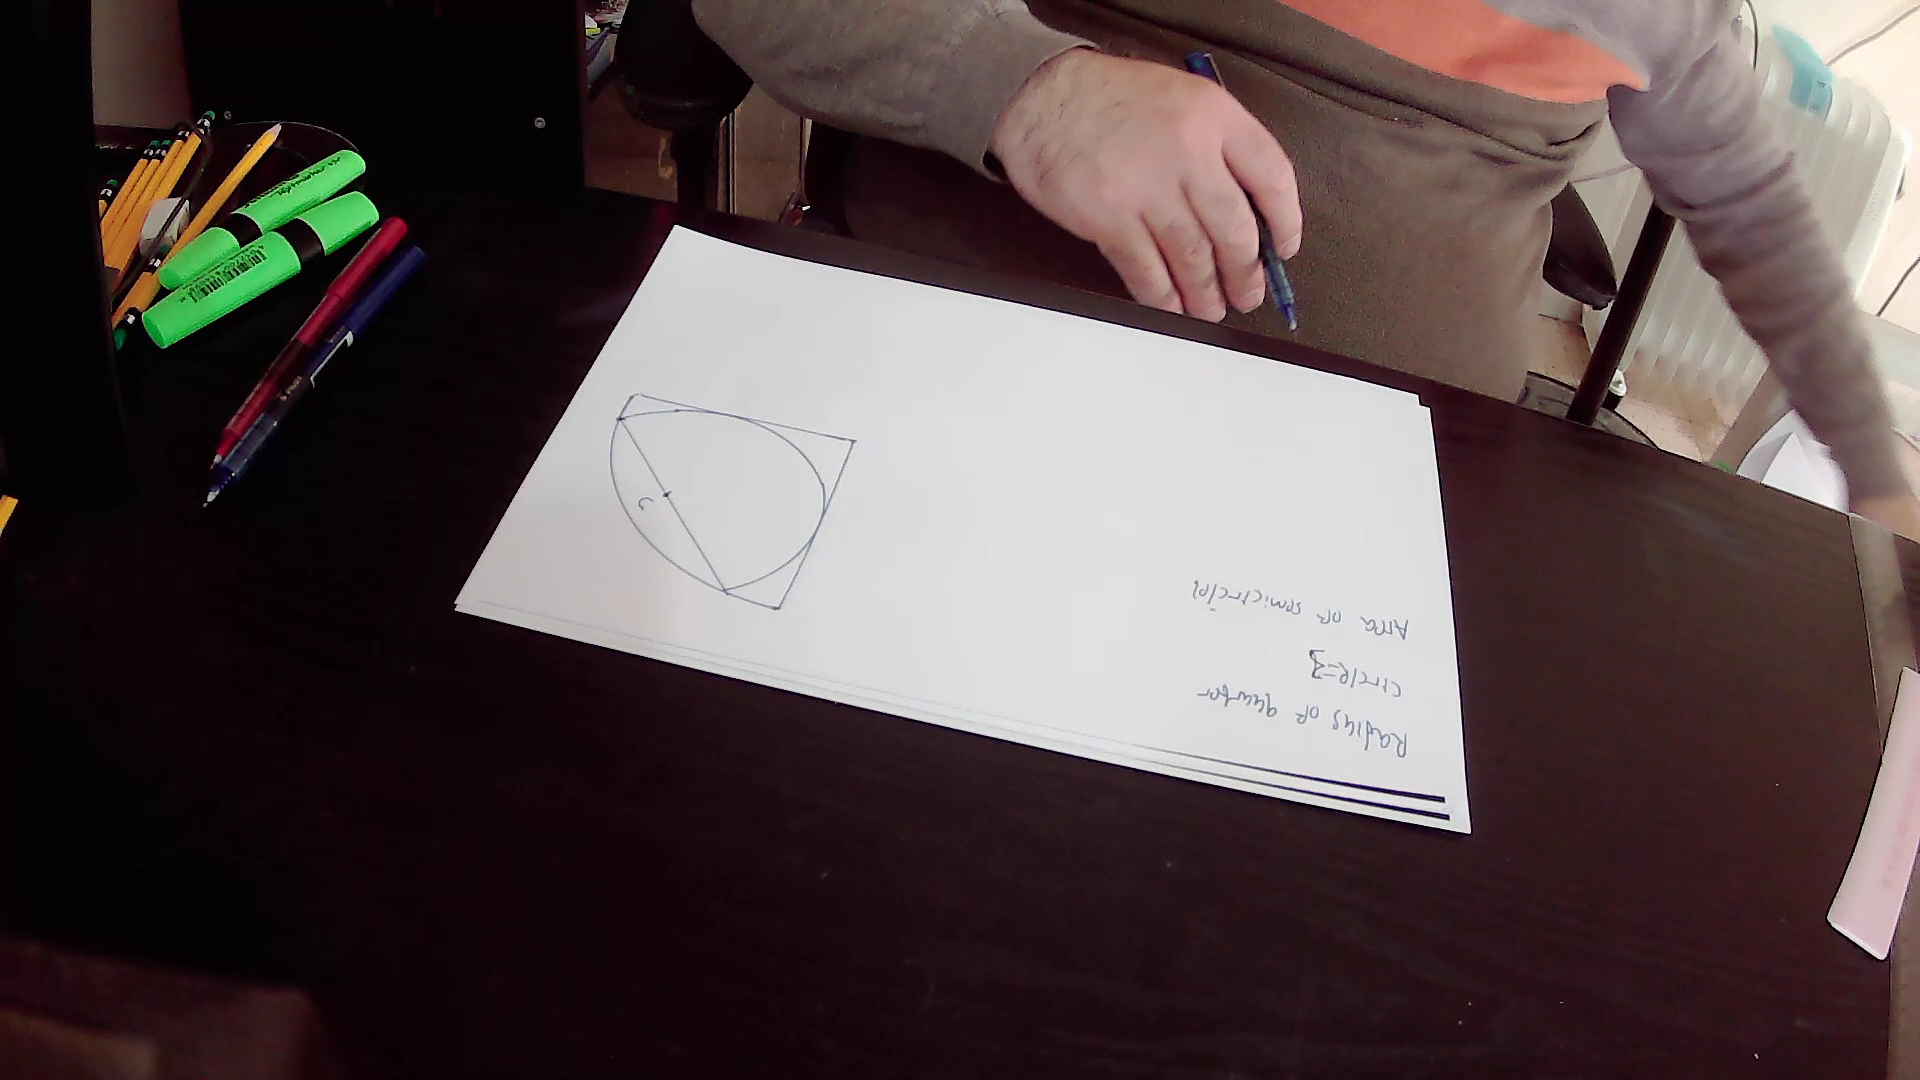 Radius of quarter
circle=3
Area of semicircle
C